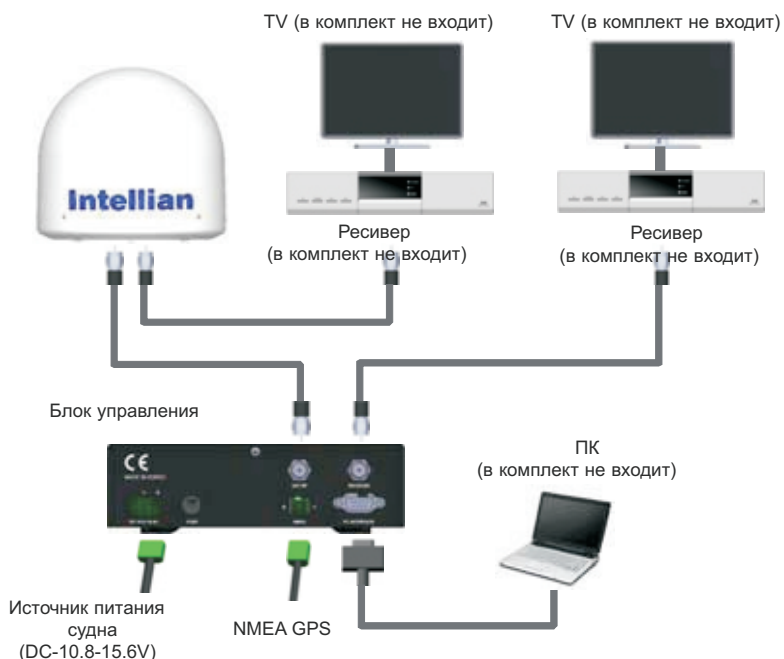 TV (в комплект не входит)
TV (в комплект не входит)
Intellian
Ресивер
(в комплект не входит)
Ресивер
(в комплект не входит)
Блок управления
CE
ПК
(в комплект не входит)
Источник питания
судна
(DC-10.8-15.6V)
NMEA GPS